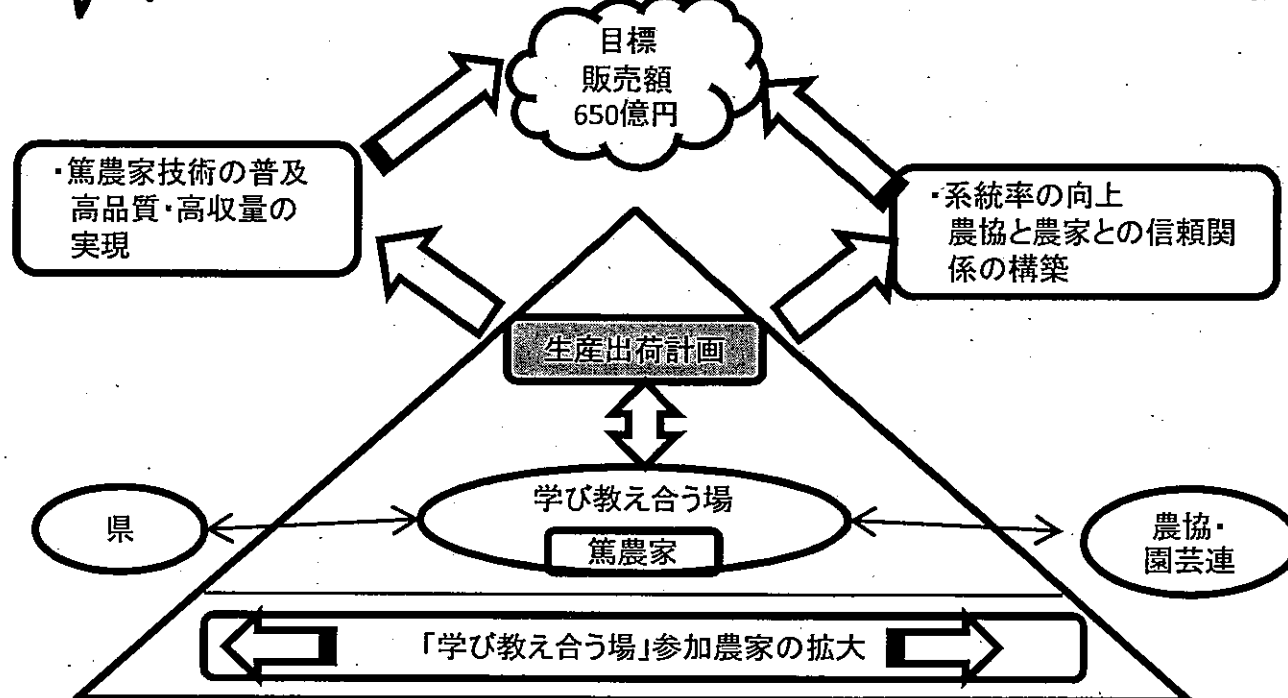 目標
販売額
650億円
・篤農家技術の普及
高品質・高収量の
実現
・系統率の向上
農協と農家との信頼関
係の構築
生産出荷計画
学び教え合う場
篤農家
県
農協・
園芸連
「学び教え合う場」参加農家の拡大